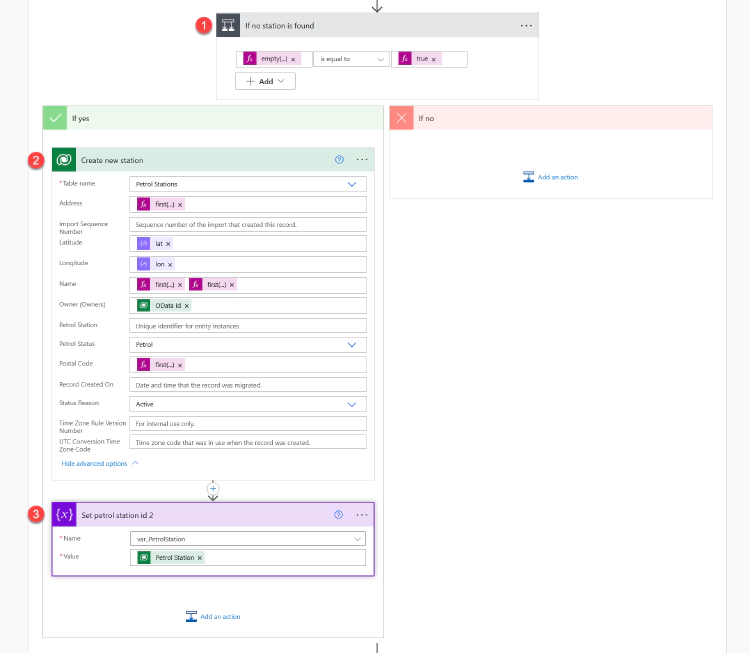 1
If no station is found
...
fx empty(...) ×
is equal to
fx true ×
+ Add
If yes
If no
2
Create new station
? ...
Add an action
* Table name
Petrol Stations
Address
fx first(...) ×
Import Sequence Number
Sequence number of the import that created this record.
Latitude
lat ×
Longitude
lon ×
Name
fx first(...) × fx first(...) ×
Owner (Owners)
OData Id ×
Petrol Station
Unique identifier for entity instances
Petrol Status
Petrol
Postal Code
fx first(...) ×
Record Created On
Date and time that the record was migrated.
Status Reason
Active
Time Zone Rule Version Number
For internal use only.
UTC Conversion Time Zone Code
Time zone code that was in use when the record was created.
Hide advanced options
+
3
{x} Set petrol station id 2
? ...
* Name
var_PetrolStation
* Value
Petrol Station ×
Add an action